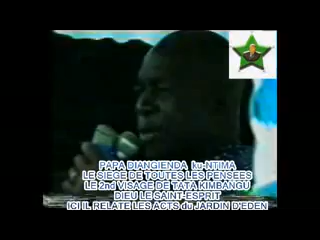 PAPA DIANGIENDA ku-NTIMA
LE SIEGE DE TOUTES LES PENSEES
LE 2nd VISAGE DE TATA KIMBANGU
DIEU LE SAINT-ESPRIT
ICI IL RELATE LES ACTS du JARDIN D'EDEN